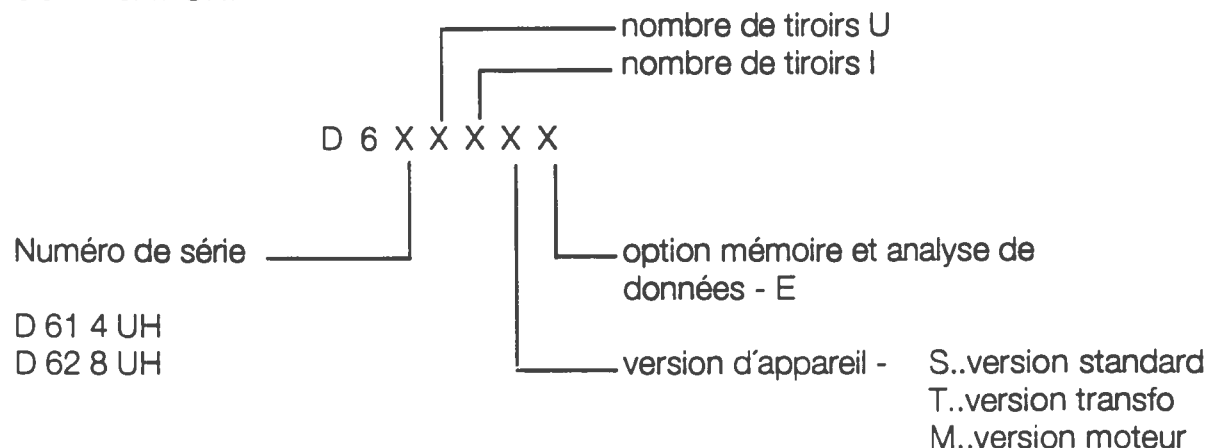 nombre de tiroirs U
nombre de tiroirs I
D 6 X X X X X
Numéro de série
option mémoire et analyse de
données - E
D 61 4 UH
D 62 8 UH
version d'appareil - S..version standard
T..version transfo
M..version moteur